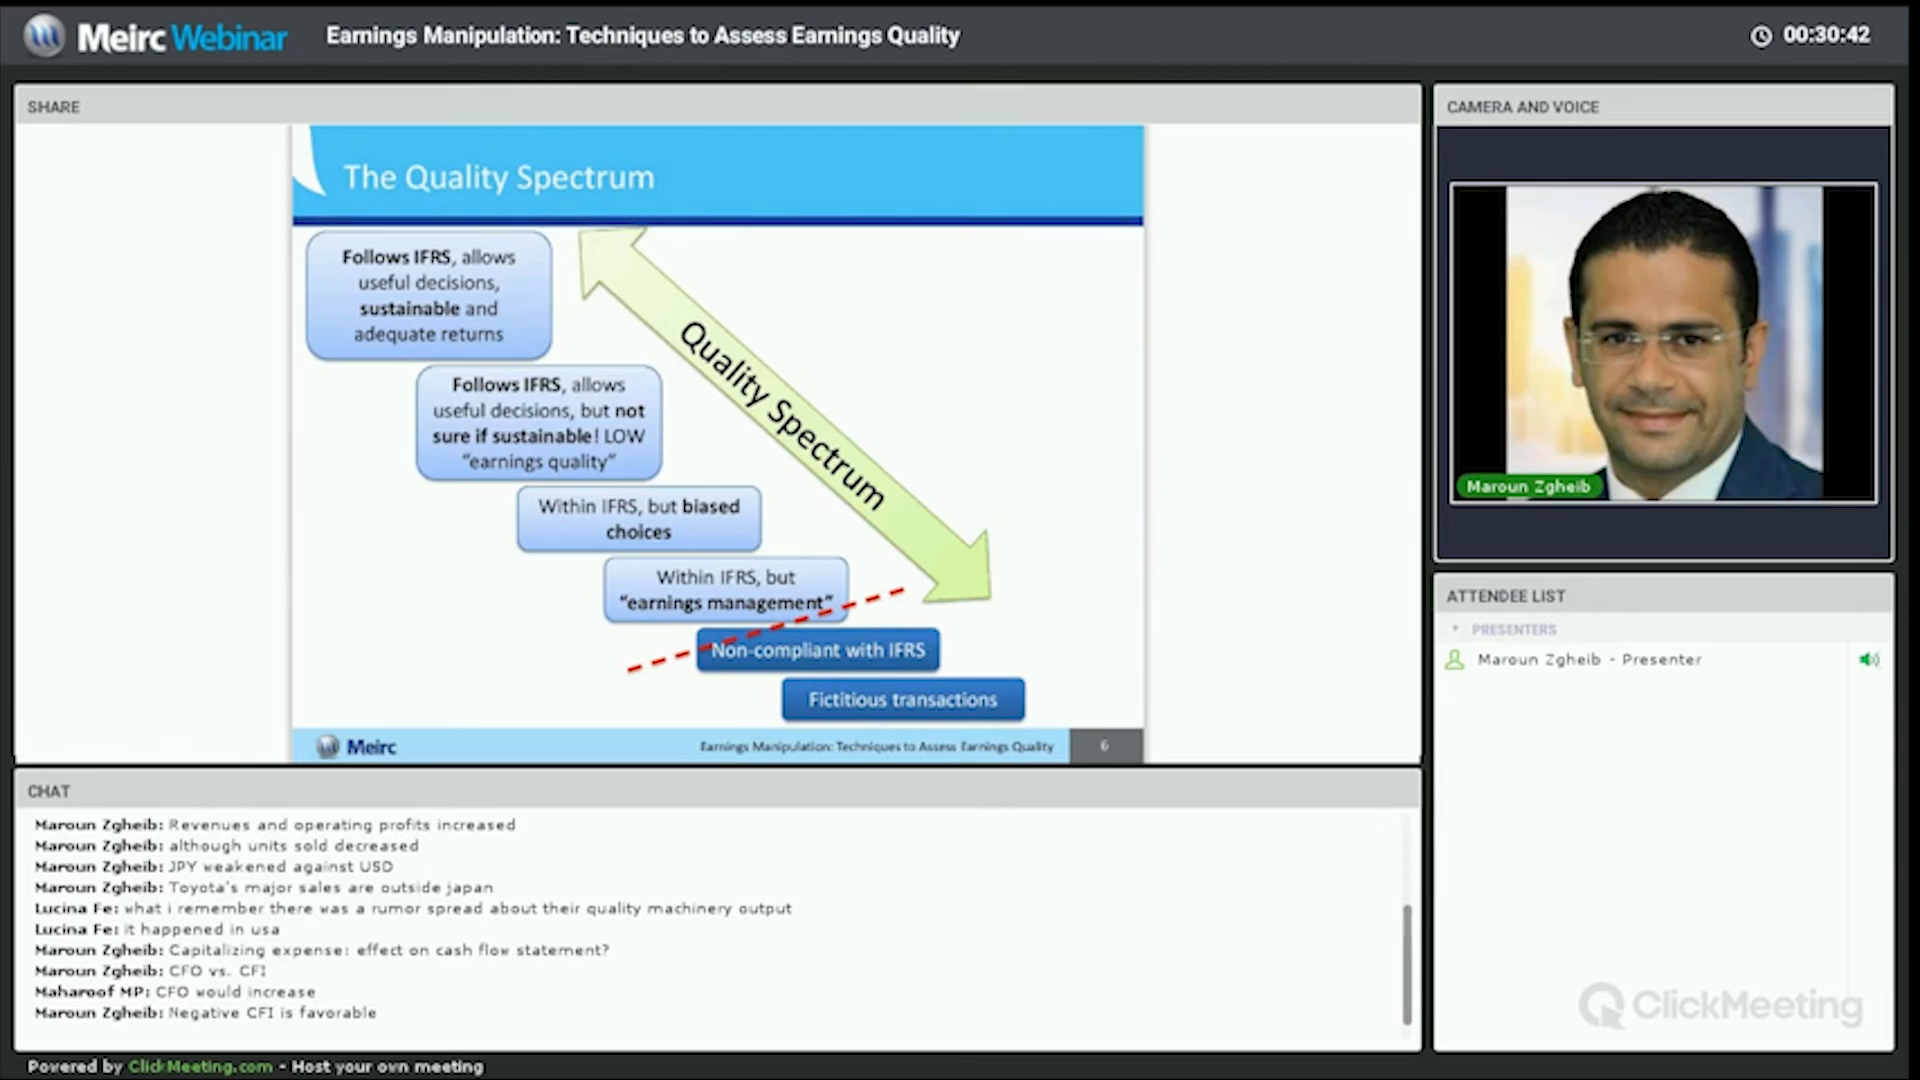 Meirc Webinar
Earnings Manipulation: Techniques to Assess Earnings Quality
00:30:42
SHARE
The Quality Spectrum
Follows IFRS, allows
useful decisions,
sustainable and
adequate returns
Follows IFRS, allows
useful decisions, but not
sure if sustainable! LOW
“earnings quality”
Within IFRS, but biased
choices
Within IFRS, but
“earnings management”
Non-compliant with IFRS
Fictitious transactions
Quality Spectrum
Meirc
Earnings Manipulation: Techniques to Assess Earnings Quality
6
CHAT
Maroun Zgheib: Revenues and operating profits increased
Maroun Zgheib: although units sold decreased
Maroun Zgheib: JPY weakened against USD
Maroun Zgheib: Toyota's major sales are outside japan
Lucina Fe: what i remember there was a rumor spread about their quality machinery output
Lucina Fe: it happened in usa
Maroun Zgheib: Capitalizing expense: effect on cash flow statement?
Maroun Zgheib: CFO vs. CFI
Maharoof MP: CFO would increase
Maroun Zgheib: Negative CFI is favorable
CAMERA AND VOICE
Maroun Zgheib
ATTENDEE LIST
PRESENTERS
Maroun Zgheib - Presenter
ClickMeeting
Powered by ClickMeeting.com - Host your own meeting